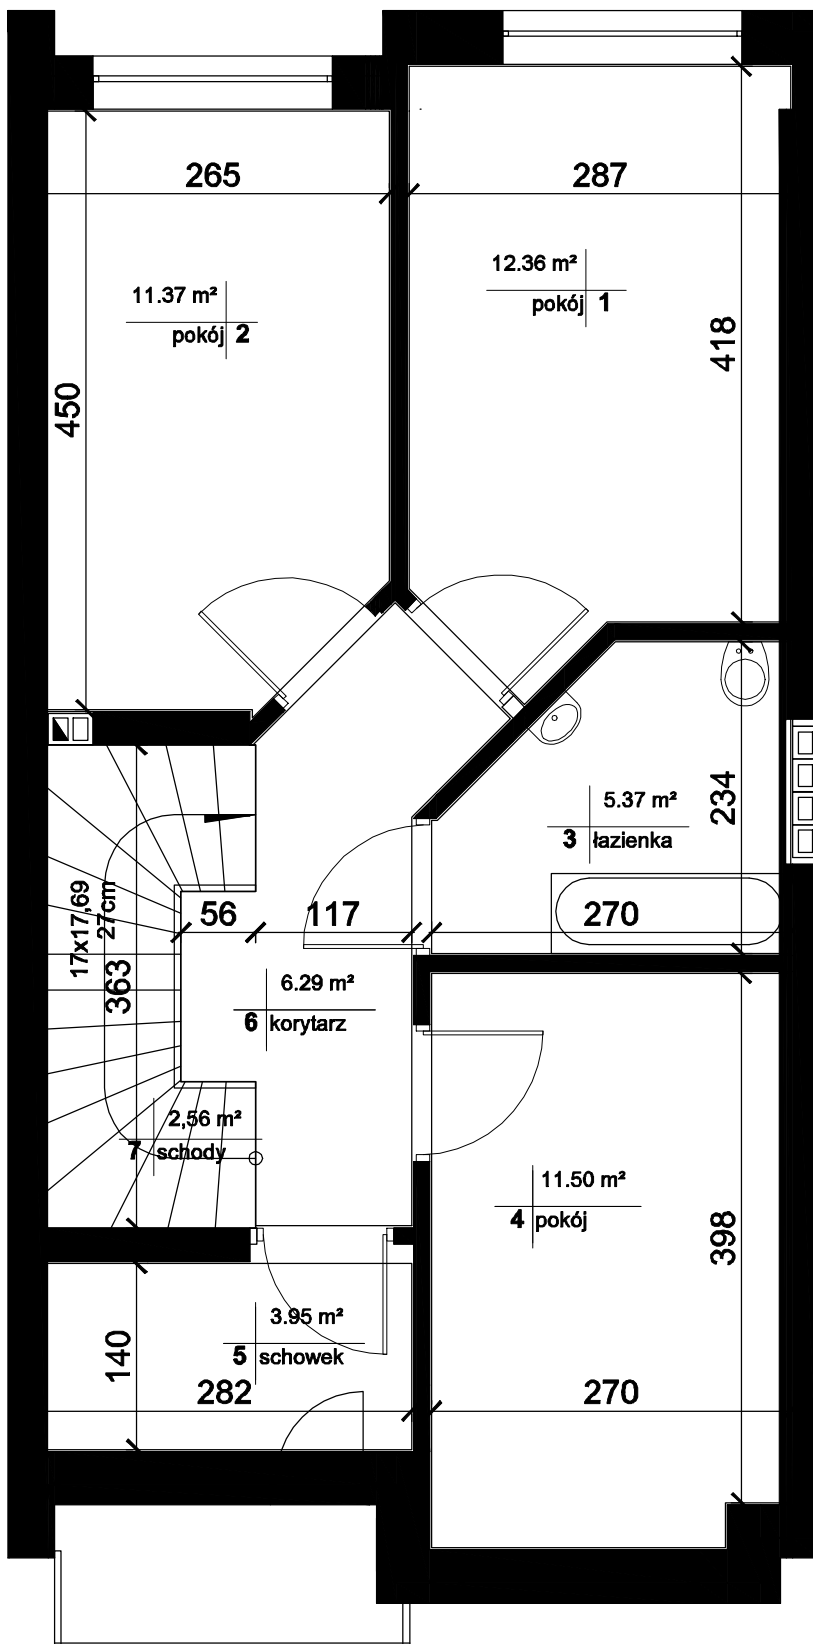 265
287
12.36 m²
pokój 1
11.37 m²
pokój 2
418
450
5.37 m²
3 łazienka
234
17x17,69
27cm
363
56
117
270
6.29 m²
6 korytarz
2,56 m²
7 schody
11.50 m²
4 pokój
398
3.95 m²
5 schowek
140
282
270